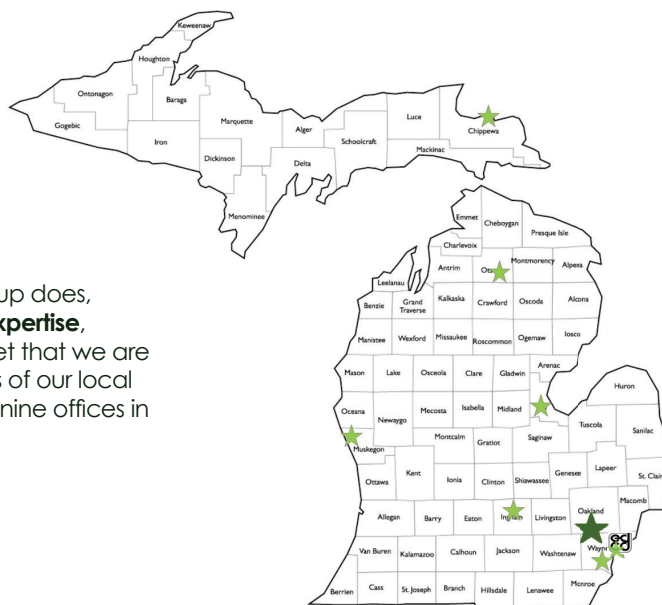 Keweenaw
Houghton
Ontonagon
Baraga
Gogebic
Marquette
Iron
Alger
Luce
Chippewa
Schoolcraft
Mackinac
Dickinson
Delta
Menominee
Emmet
Cheboygan
Presque Isle
Charlevoix
Antrim
Montmorency
Alpena
Leelanau
up does,
xpertise,
et that we are
s of our local
nine offices in
Benzie
Grand
Traverse
Kalkaska
Crawford
Oscoda
Alcona
Manistee
Wexford
Missaukee
Roscommon
Ogemaw
Iosco
Mason
Lake
Osceola
Clare
Gladwin
Arenac
Huron
Oceana
Newaygo
Mecosta
Isabella
Midland
Tuscola
Sanilac
Muskegon
Montcalm
Gratiot
Saginaw
Ottawa
Kent
Ionia
Clinton
Shiawassee
Genesee
Lapeer
St. Clair
Macomb
Allegan
Barry
Eaton
Livingston
Oakland
Van Buren
Kalamazoo
Calhoun
Jackson
Washtenaw
Berrien
Cass
St. Joseph
Branch
Hillsdale
Lenawee
Monroe